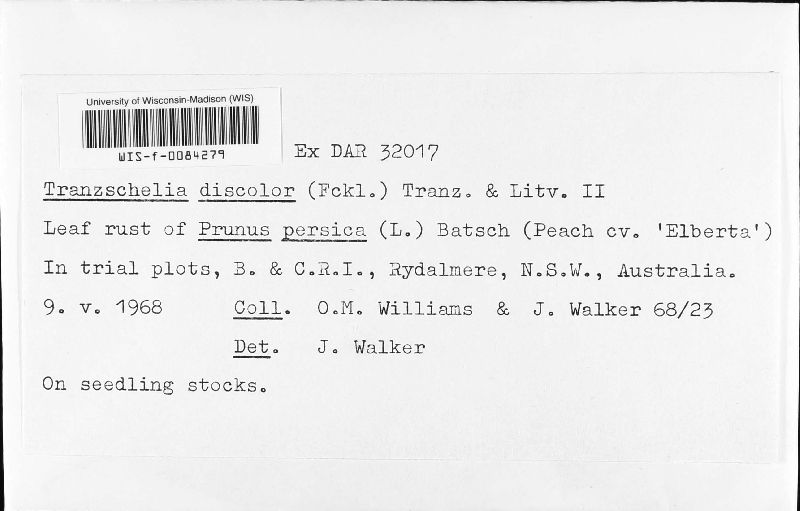 University of Wisconsin-Madison (WIS)
WIS-f-0084279
Ex DAR 32017
Tranzschelia discolor (Fckl.) Tranz. & Litv. II
Leaf rust of Prunus persica (L.) Batsch (Peach cv. 'Elberta')
In trial plots, B. & C.R.I., Rydalmere, N.S.W., Australia.
9. v. 1968 Coll. O.M. Williams & J. Walker 68/23
Det. J. Walker
On seedling stocks.